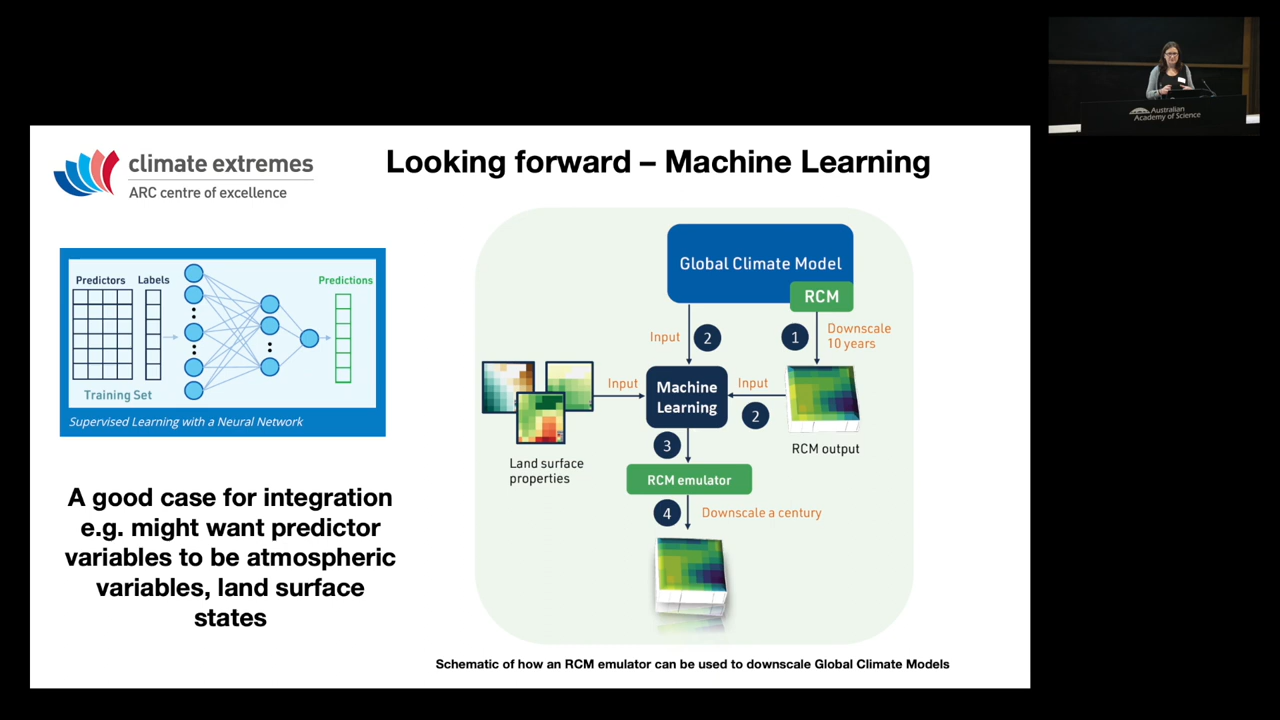 Australian
Academy of Science
climate extremes
ARC centre of excellence
Looking forward – Machine Learning
Predictors
Labels
Predictions
Training Set
Supervised Learning with a Neural Network
A good case for integration
e.g. might want predictor
variables to be atmospheric
variables, land surface
states
Global Climate Model
RCM
Input
2
1
Downscale
10 years
Input
Machine
Learning
Input
2
RCM output
Land surface
properties
3
RCM emulator
4
Downscale a century
Schematic of how an RCM emulator can be used to downscale Global Climate Models